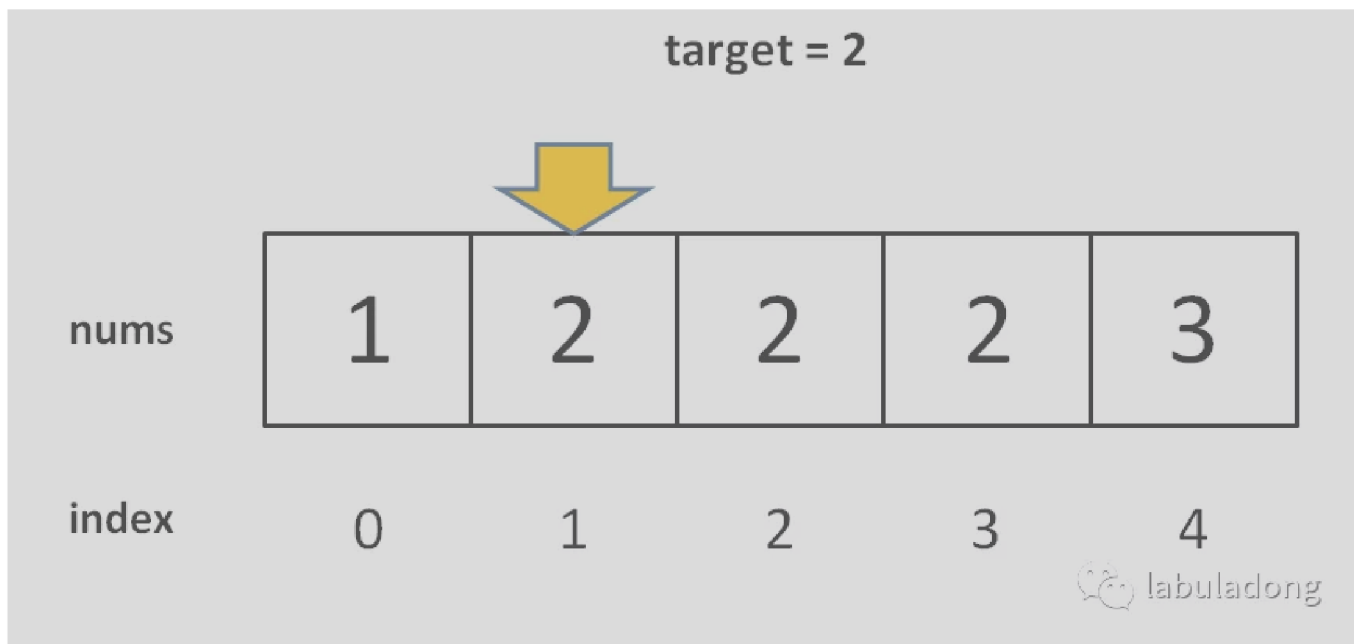 target = 2
nums 1 2 2 2 3
index 0 1 2 3 4
labuladong